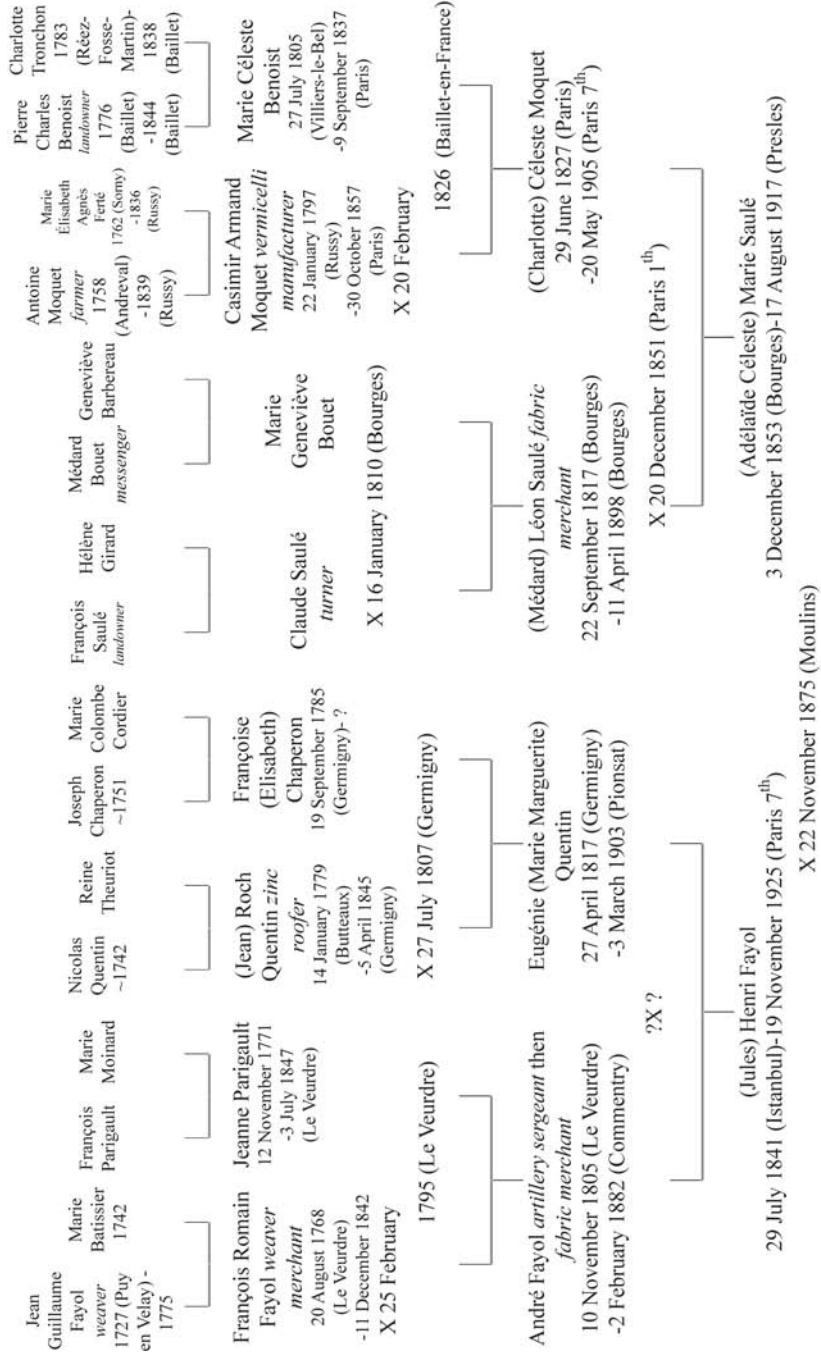 Jean
Guillaume
Fayol
weaver
1727 (Puy
en Velay) -
1775
Marie
Batissier
1742
François
Parigault
Marie
Moinard
Nicolas
Quentin
~1742
Reine
Theuriot
Joseph
Chaperon
~1751
Marie
Colombe
Cordier
François
Saulé
landowner
Hélène
Girard
Médard
Bouet
messenger
Geneviève
Barbereau
Antoine
Moquet
farmer
1758
(Andreval)
-1839
(Russy)
Marie
Élisabeth
Agnès
Ferté
1762 (Sorny)
-1836
(Russy)
Pierre
Charles
Benoist
landowner
1776
(Baillet)
-1844
(Baillet)
Charlotte
Tronchon
1783
(Réez-
Fosse-
Martin)-
1838
(Baillet)
François Romain
Fayol weaver
merchant
20 August 1768
(Le Veurdre)
-11 December 1842
X 25 February
Jeanne Parigault
12 November 1771
-3 July 1847
(Le Veurdre)
1795 (Le Veurdre)
(Jean) Roch
Quentin zinc
roofer
14 January 1779
(Butteaux)
-5 April 1845
(Germigny)
Françoise
(Elisabeth)
Chaperon
19 September 1785
(Germigny)- ?
X 27 July 1807 (Germigny)
Claude Saulé
turner
Marie
Geneviève
Bouet
X 16 January 1810 (Bourges)
Casimir Armand
Moquet vermicelli
manufacturer
22 January 1797
(Russy)
-30 October 1857
(Paris)
X 20 February
Marie Céleste
Benoist
27 July 1805
(Villiers-le-Bel)
-9 September 1837
(Paris)
1826 (Baillet-en-France)
André Fayol artillery sergeant then
fabric merchant
10 November 1805 (Le Veurdre)
-2 February 1882 (Commentry)
Eugénie (Marie Marguerite)
Quentin
27 April 1817 (Germigny)
-3 March 1903 (Pionsat)
?X ?
(Médard) Léon Saulé fabric
merchant
22 September 1817 (Bourges)
-11 April 1898 (Bourges)
(Charlotte) Céleste Moquet
29 June 1827 (Paris)
-20 May 1905 (Paris 7th)
X 20 December 1851 (Paris 1th)
(Jules) Henri Fayol
29 July 1841 (Istanbul)-19 November 1925 (Paris 7th)
(Adélaïde Céleste) Marie Saulé
3 December 1853 (Bourges)-17 August 1917 (Presles)
X 22 November 1875 (Moulins)